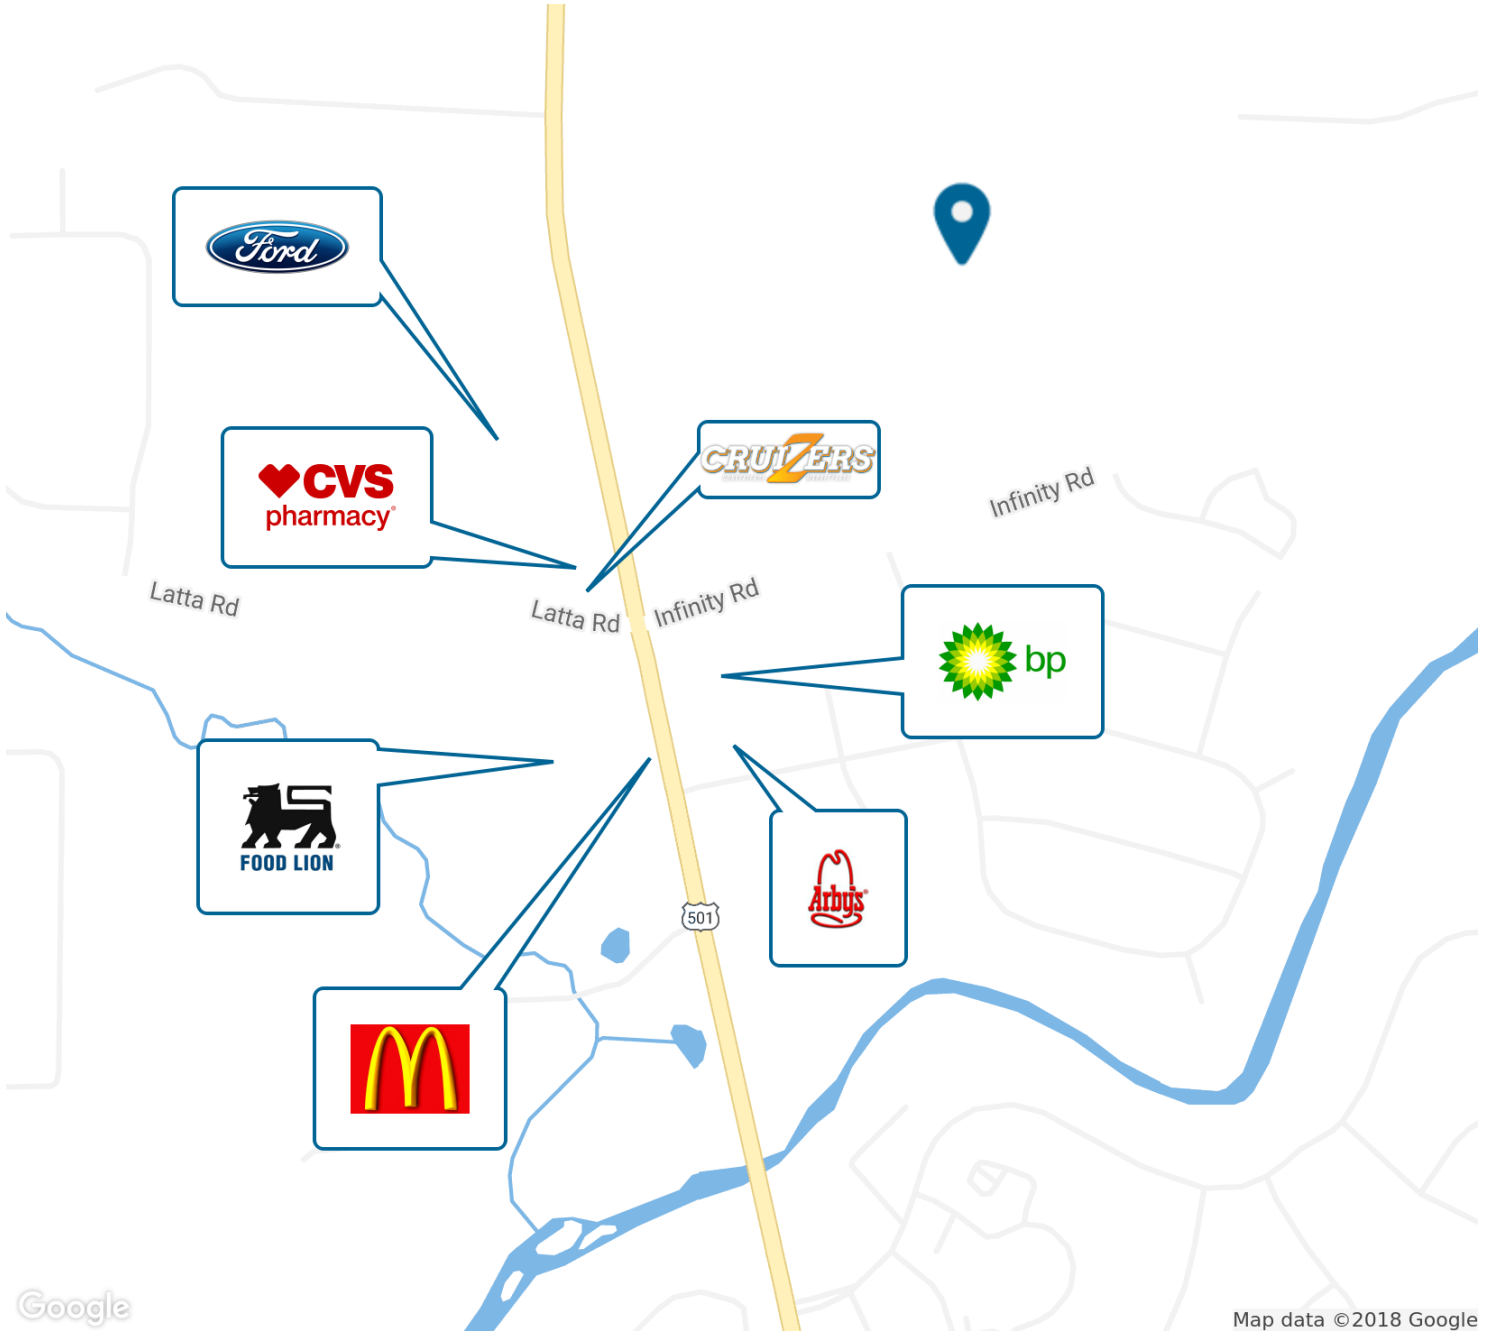 Ford
CVS
pharmacy
CRUIZERS
Infinity Rd
Latta Rd
Latta Rd
Infinity Rd
bp
FOOD LION
Arby's
501
Google
Map data ©2018 Google